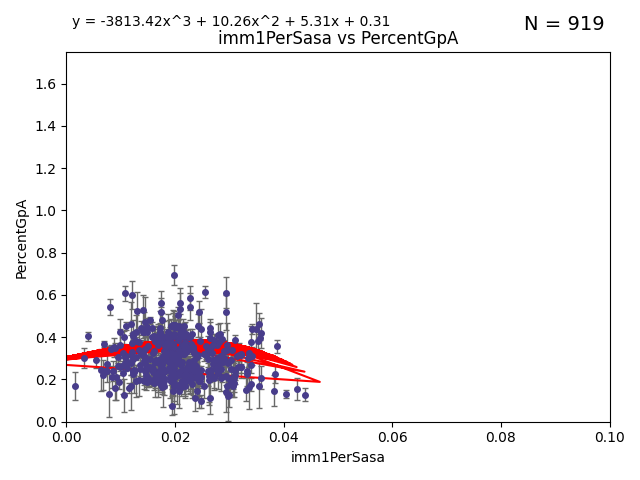 y = -3813.42x^3 + 10.26x^2 + 5.31x + 0.31
N = 919
imm1PerSasa vs PercentGpA
PercentGpA
1.6
1.4
1.2
1.0
0.8
0.6
0.4
0.2
0.0
0.00 0.02 0.04 0.06 0.08 0.10
imm1PerSasa